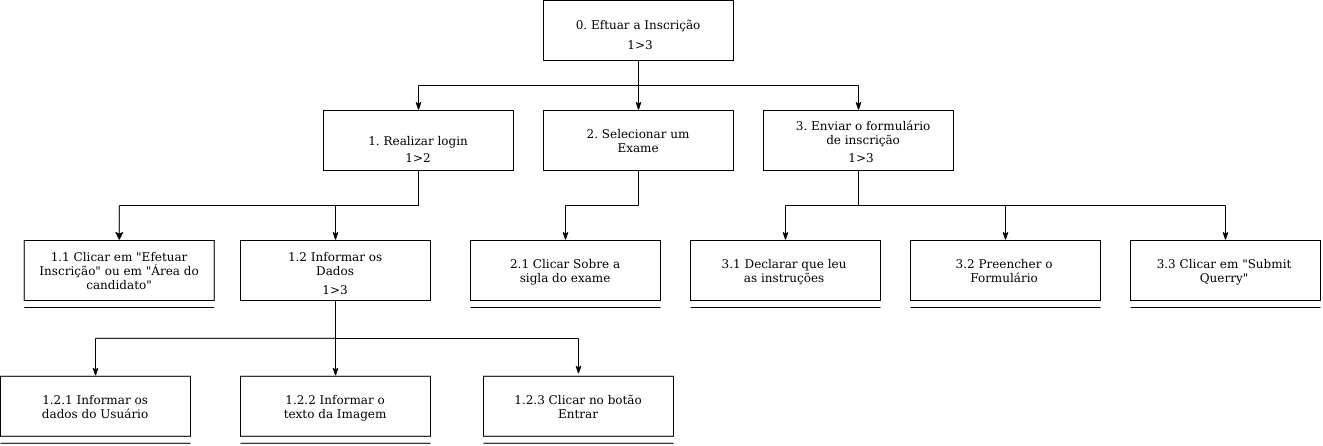 0. Eftuar a Inscrição
1>3
1. Realizar login
1>2
2. Selecionar um
Exame
3. Enviar o formulário
de inscrição
1>3
1.1 Clicar em "Efetuar
Inscrição" ou em "Área do
candidato"
1.2 Informar os
Dados
1>3
2.1 Clicar Sobre a
sigla do exame
3.1 Declarar que leu
as instruções
3.2 Preencher o
Formulário
3.3 Clicar em "Submit
Querry"
1.2.1 Informar os
dados do Usuário
1.2.2 Informar o
texto da Imagem
1.2.3 Clicar no botão
Entrar